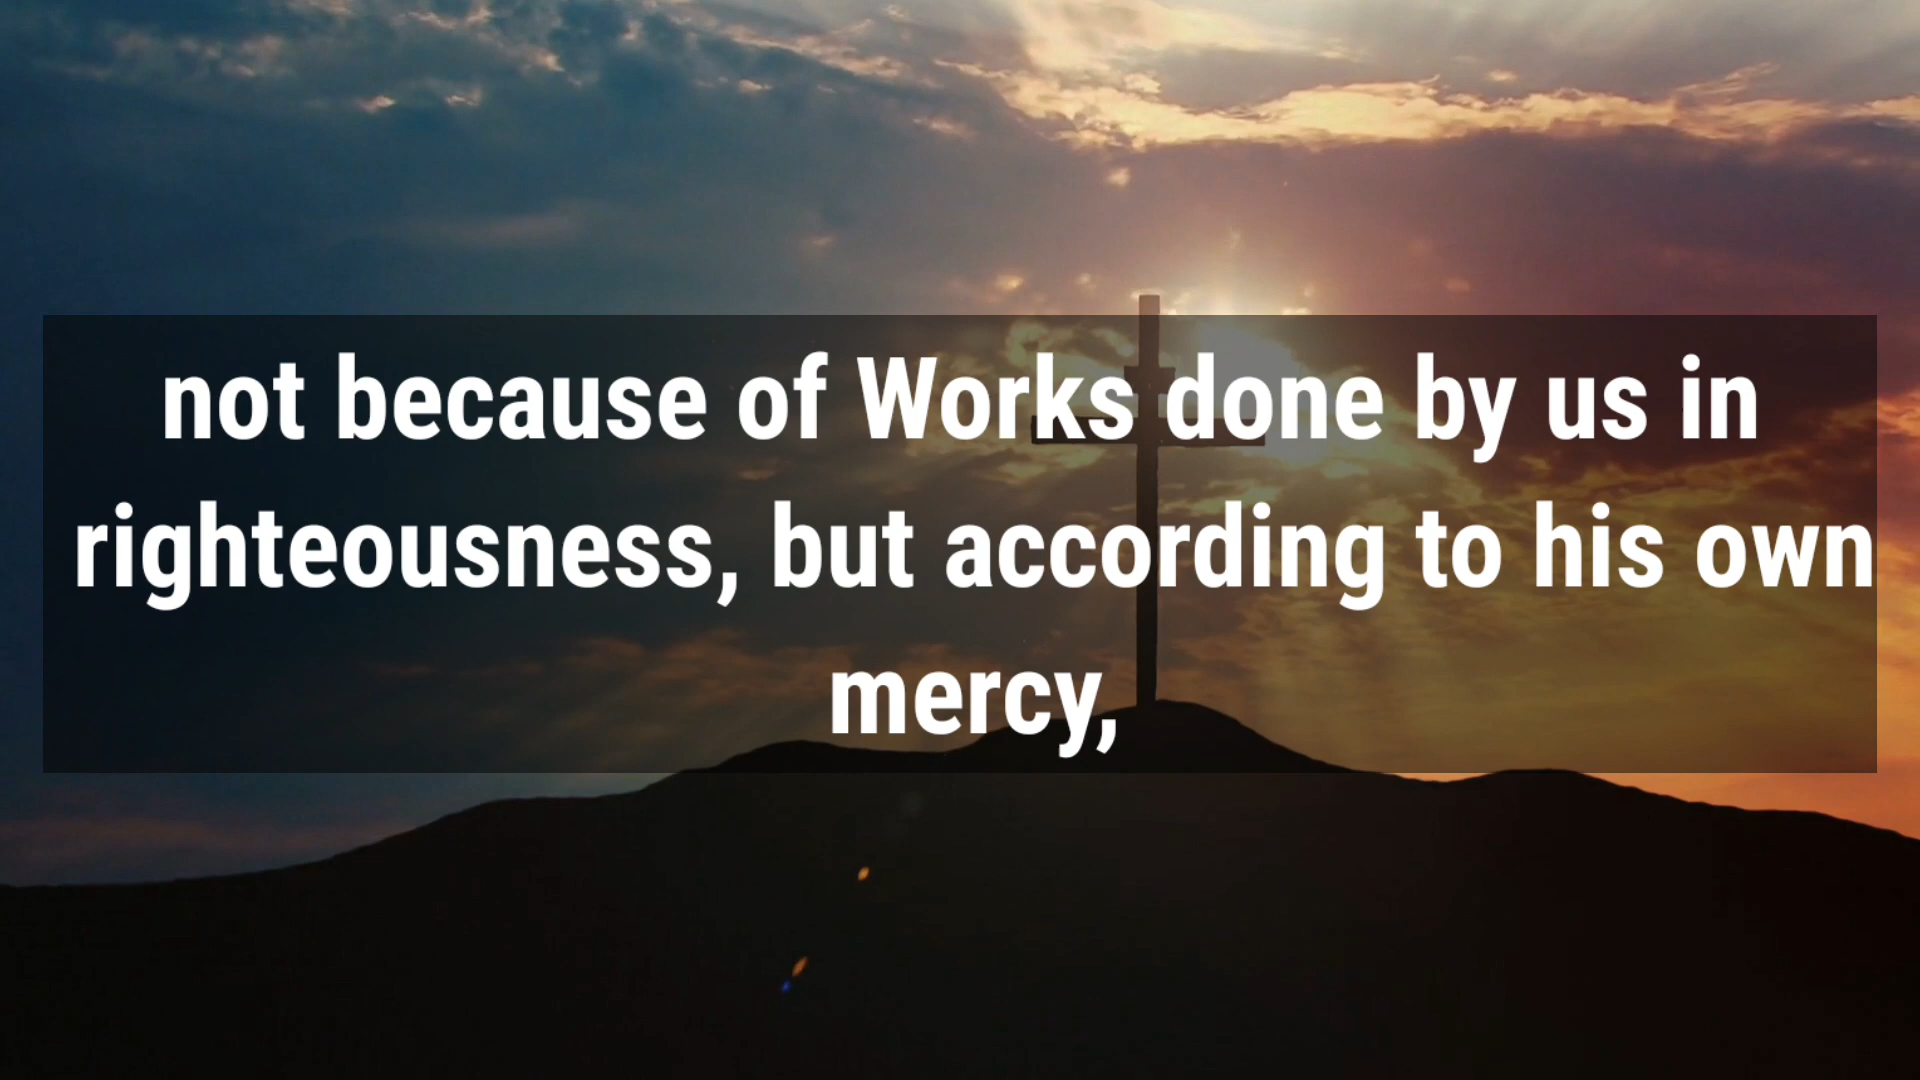 not because of Works done by us in
righteousness, but according to his own
mercy,